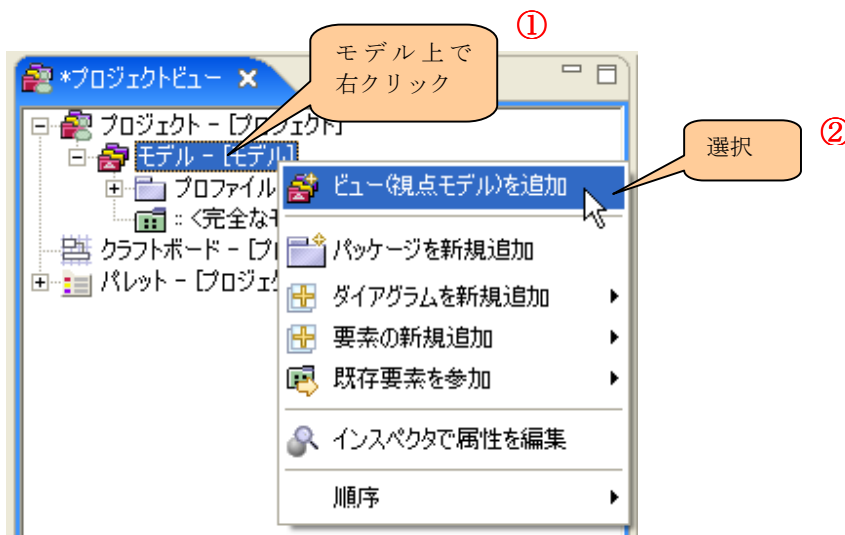 ①
モデル上で
右クリック
*プロジェクトビュー
プロジェクト - [プロジェクト]
②
選択
モデル - [モデル]
ビュー(視点モデル)を追加
プロファイル
:: <完全なモ
パッケージを新規追加
クラフトボード - [プ
ダイアグラムを新規追加
パレット - [プロジェク
要素の新規追加
既存要素を参加
インスペクタで属性を編集
順序